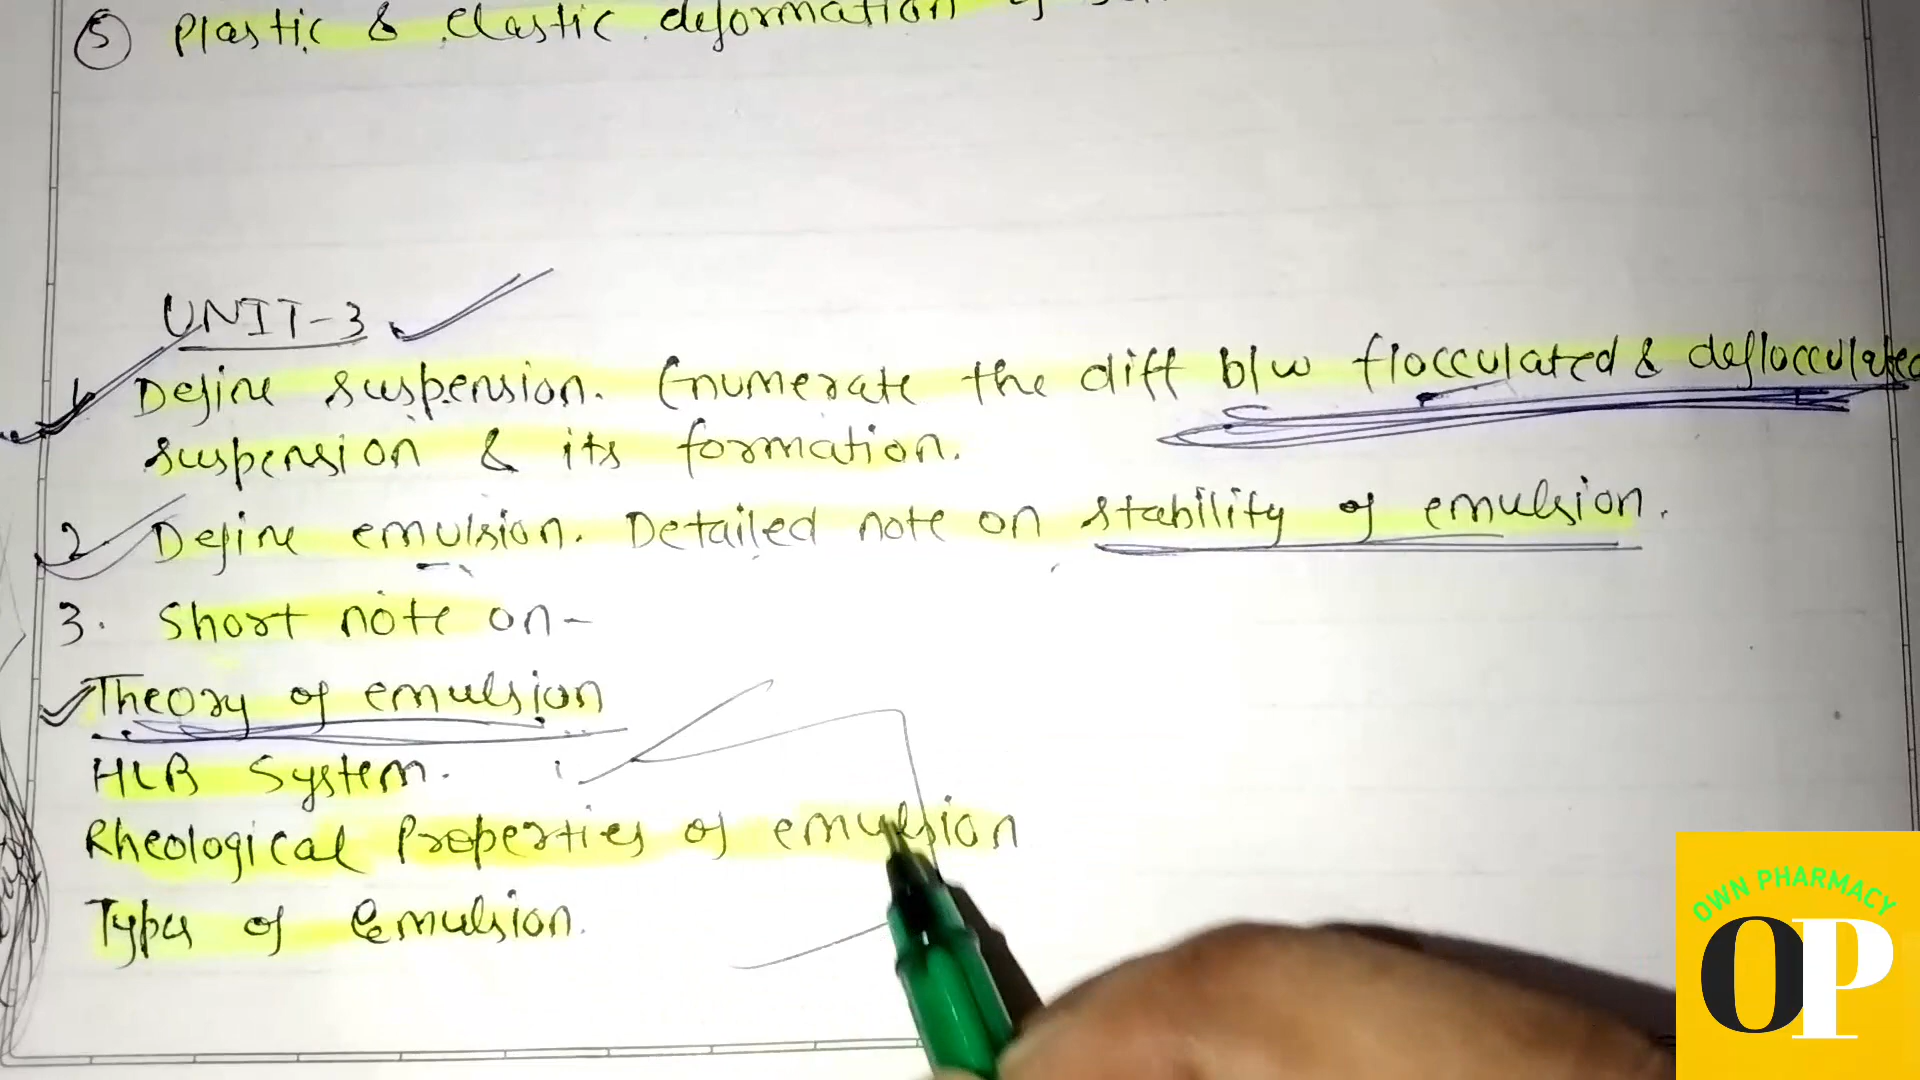 ⑤ Plastic & Elastic deformation
UNIT-3
1. Define suspension. Enumerate the diff b/w flocculated & deflocculated
suspension & its formation.
2. Define emulsion. Detailed note on stability of emulsion.
3. Short note on-
Theory of emulsion
HLB System.
Rheological Properties of emulsion
Types of emulsion.
OWN PHARMACY
OP